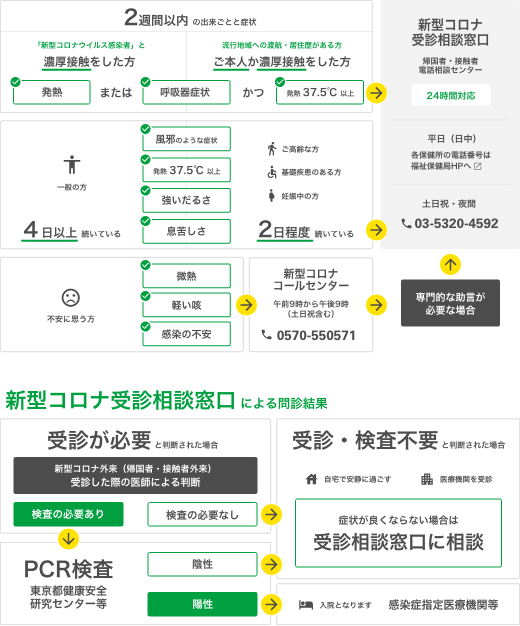 2週間以内 の出来ごとと症状
「新型コロナウイルス感染者」と
濃厚接触をした方
流行地域への渡航・居住歴がある方
ご本人か濃厚接触をした方
発熱 または 呼吸器症状 かつ 発熱 37.5℃ 以上
新型コロナ
受診相談窓口
帰国者・接触者
電話相談センター
24時間対応
平日（日中）
各保健所の電話番号は
福祉保健局HPへ
土日祝・夜間
03-5320-4592
一般の方
4日以上 続いている
風邪のような症状
発熱 37.5℃ 以上
強いだるさ
息苦しさ
ご高齢な方
基礎疾患のある方
妊娠中の方
2日程度 続いている
不安に思う方
微熱
軽い咳
感染の不安
新型コロナ
コールセンター
午前9時から午後9時
（土日祝含む）
0570-550571
専門的な助言が
必要な場合
新型コロナ受診相談窓口 による問診結果
受診が必要 と判断された場合
新型コロナ外来（帰国者・接触者外来）
受診した際の医師による判断
検査の必要あり
検査の必要なし
PCR検査
東京都健康安全
研究センター等
陰性
陽性
受診・検査不要 と判断された場合
自宅で安静に過ごす
医療機関を受診
症状が良くならない場合は
受診相談窓口に相談
入院となります 感染症指定医療機関等